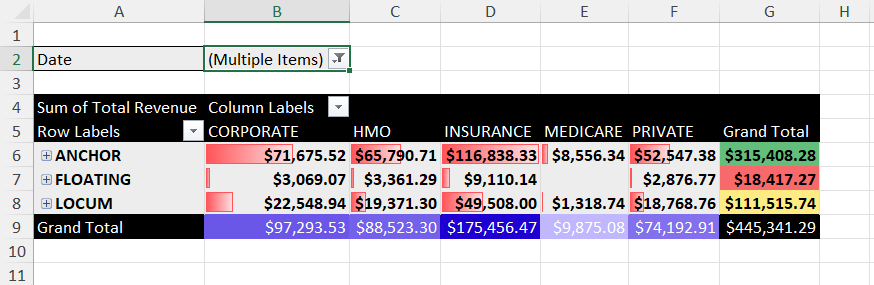 A B C D E F G H
1
2 Date (Multiple Items)
3
4 Sum of Total Revenue Column Labels
5 Row Labels CORPORATE HMO INSURANCE MEDICARE PRIVATE Grand Total
6 ANCHOR $71,675.52 $65,790.71 $116,838.33 $8,556.34 $52,547.38 $315,408.28
7 FLOATING $3,069.07 $3,361.29 $9,110.14 $2,876.77 $18,417.27
8 LOCUM $22,548.94 $19,371.30 $49,508.00 $1,318.74 $18,768.76 $111,515.74
9 Grand Total $97,293.53 $88,523.30 $175,456.47 $9,875.08 $74,192.91 $445,341.29
10
11